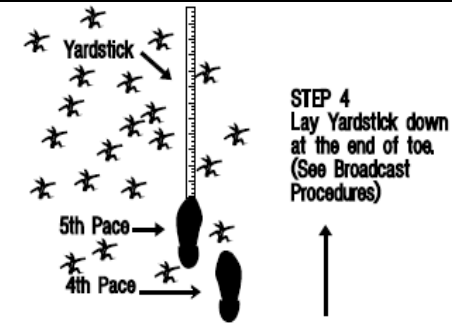 Yardstick
STEP 4
Lay Yardstick down
at the end of toe.
(See Broadcast
Procedures)
5th Pace
4th Pace